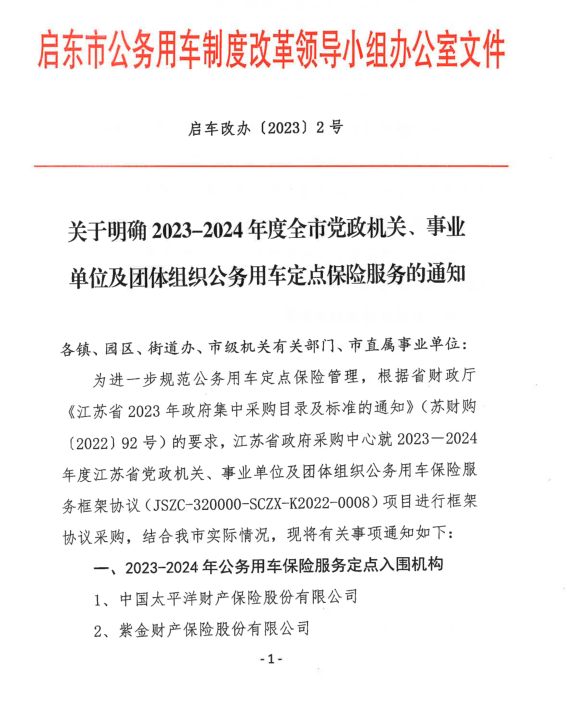 启东市公务用车制度改革领导小组办公室文件
启车改办〔2023〕2号
关于明确2023-2024年度全市党政机关、事业
单位及团体组织公务用车定点保险服务的通知
各镇、园区、街道办、市级机关有关部门、市直属事业单位：
为进一步规范公务用车定点保险管理，根据省财政厅
《江苏省2023年政府集中采购目录及标准的通知》（苏财购
〔2022〕92号）的要求，江苏省政府采购中心就2023—2024
年度江苏省党政机关、事业单位及团体组织公务用车保险服
务框架协议（JSZC-320000-SCZX-K2022-0008）项目进行框架
协议采购，结合我市实际情况，现将有关事项通知如下：
一、2023-2024年公务用车保险服务定点入围机构
1、中国太平洋财产保险股份有限公司
2、紫金财产保险股份有限公司
-1-